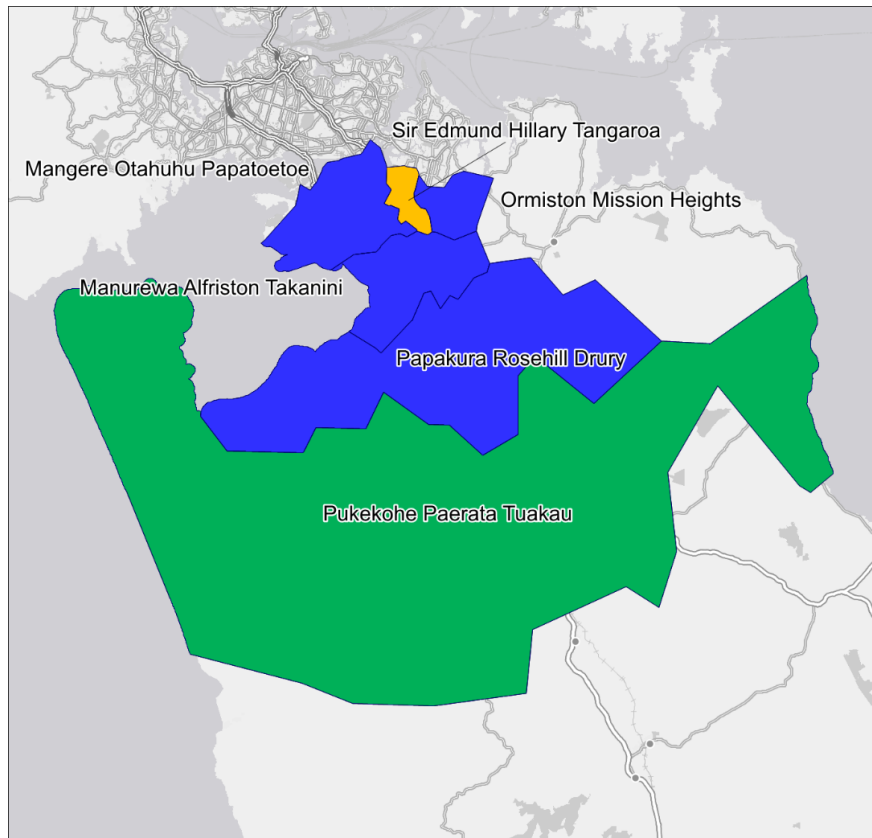 Sir Edmund Hillary Tangaroa
Mangere Otahuhu Papatoetoe
Ormiston Mission Heights
Manurewa Alfriston Takanini
Papakura Rosehill Drury
Pukekohe Paerata Tuakau